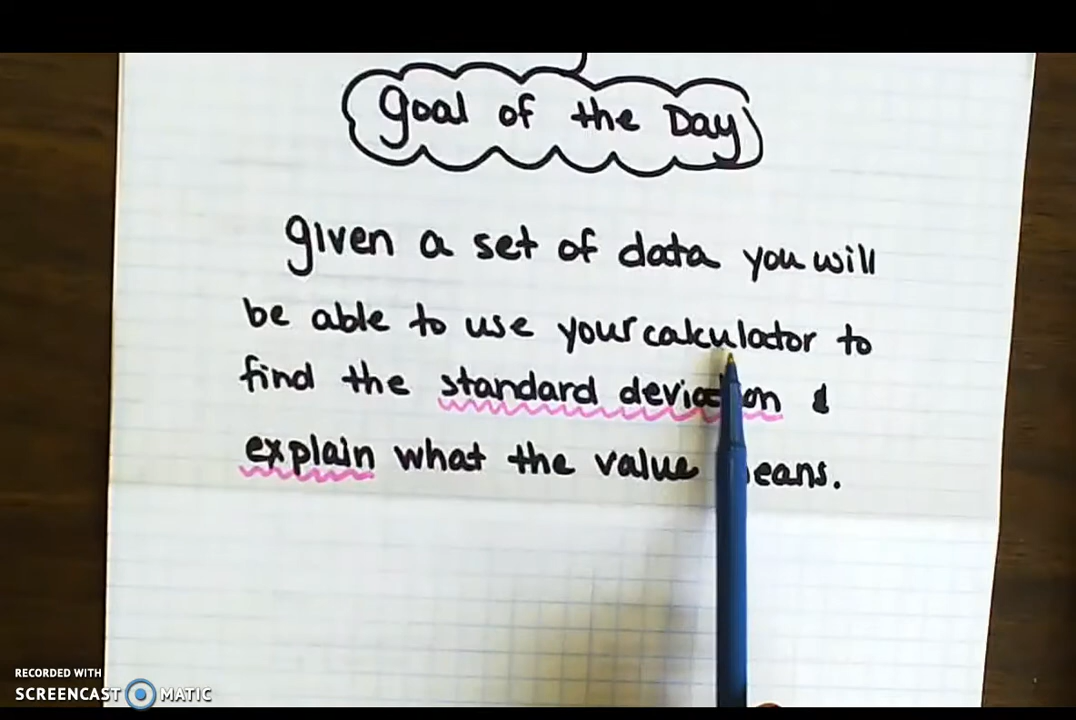 Goal of the Day
Given a set of data you will
be able to use your calculator to
find the standard &
explain what the value
RECORDED WITH
SCREENCAST MATIC